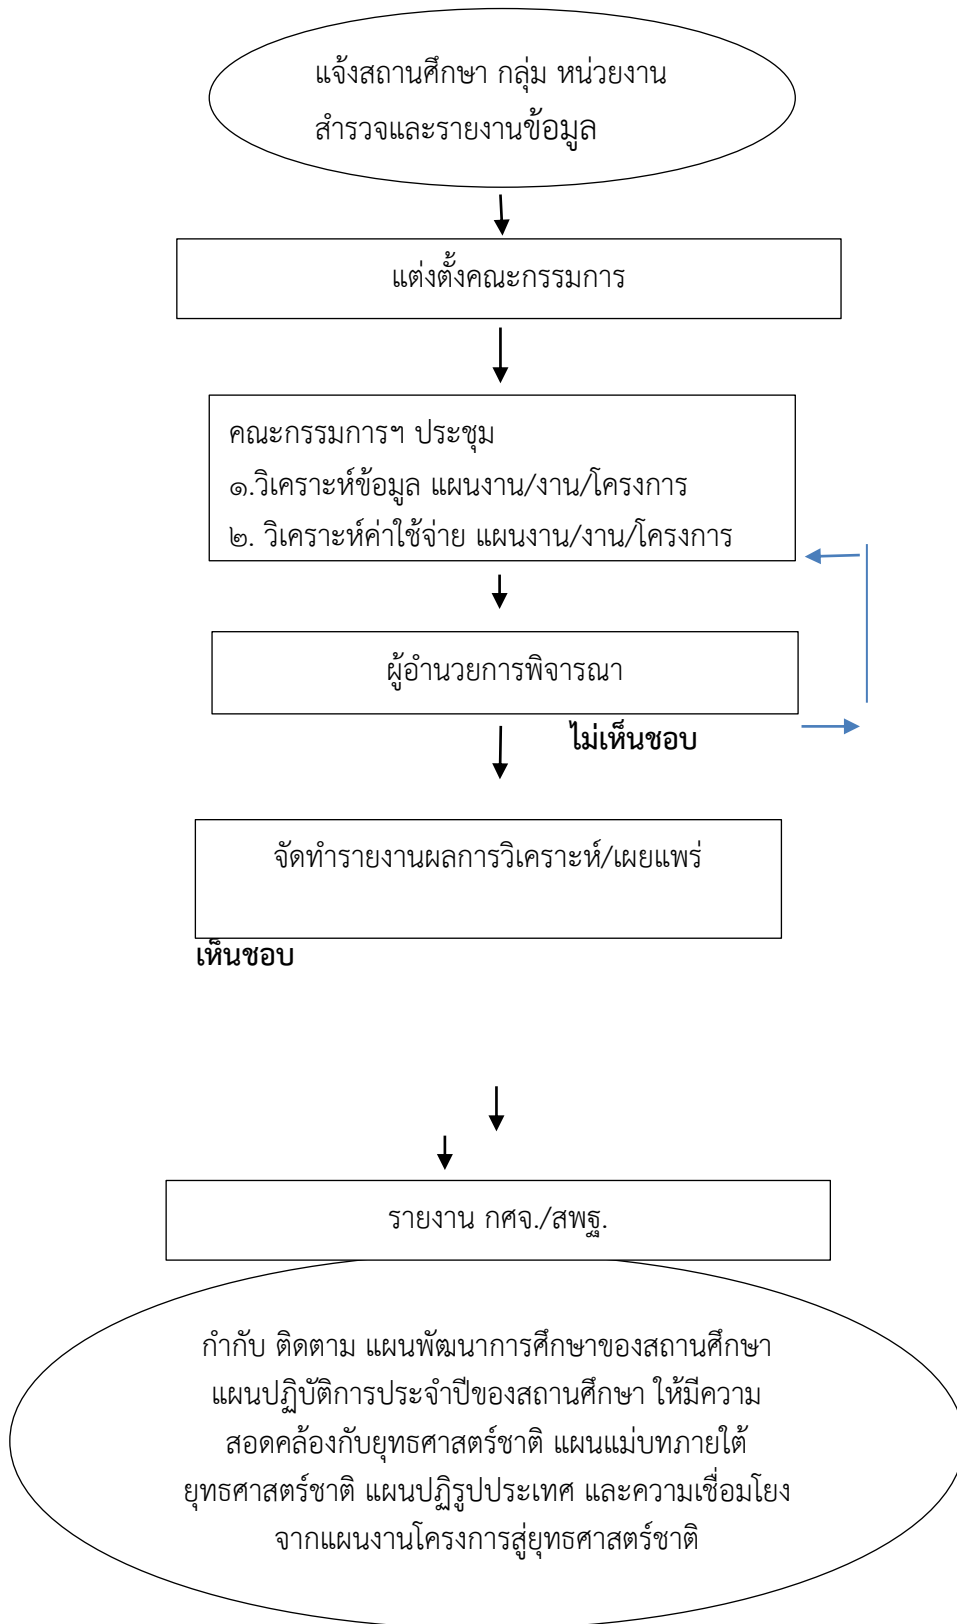 แจ้งสถานศึกษา กลุ่ม หน่วยงาน
สำรวจและรายงานข้อมูล
แต่งตั้งคณะกรรมการ
คณะกรรมการฯ ประชุม
๑.วิเคราะห์ข้อมูล แผนงาน/งาน/โครงการ
๒. วิเคราะห์ค่าใช้จ่าย แผนงาน/งาน/โครงการ
ผู้อำนวยการพิจารณา
ไม่เห็นชอบ
จัดทำรายงานผลการวิเคราะห์/เผยแพร่
เห็นชอบ
รายงาน กศจ./สพฐ.
กำกับ ติดตาม แผนพัฒนาการศึกษาของสถานศึกษา
แผนปฏิบัติการประจำปีของสถานศึกษา ให้มีความ
สอดคล้องกับยุทธศาสตร์ชาติ แผนแม่บทภายใต้
ยุทธศาสตร์ชาติ แผนปฏิรูปประเทศ และความเชื่อมโยง
จากแผนงานโครงการสู่ยุทธศาสตร์ชาติ